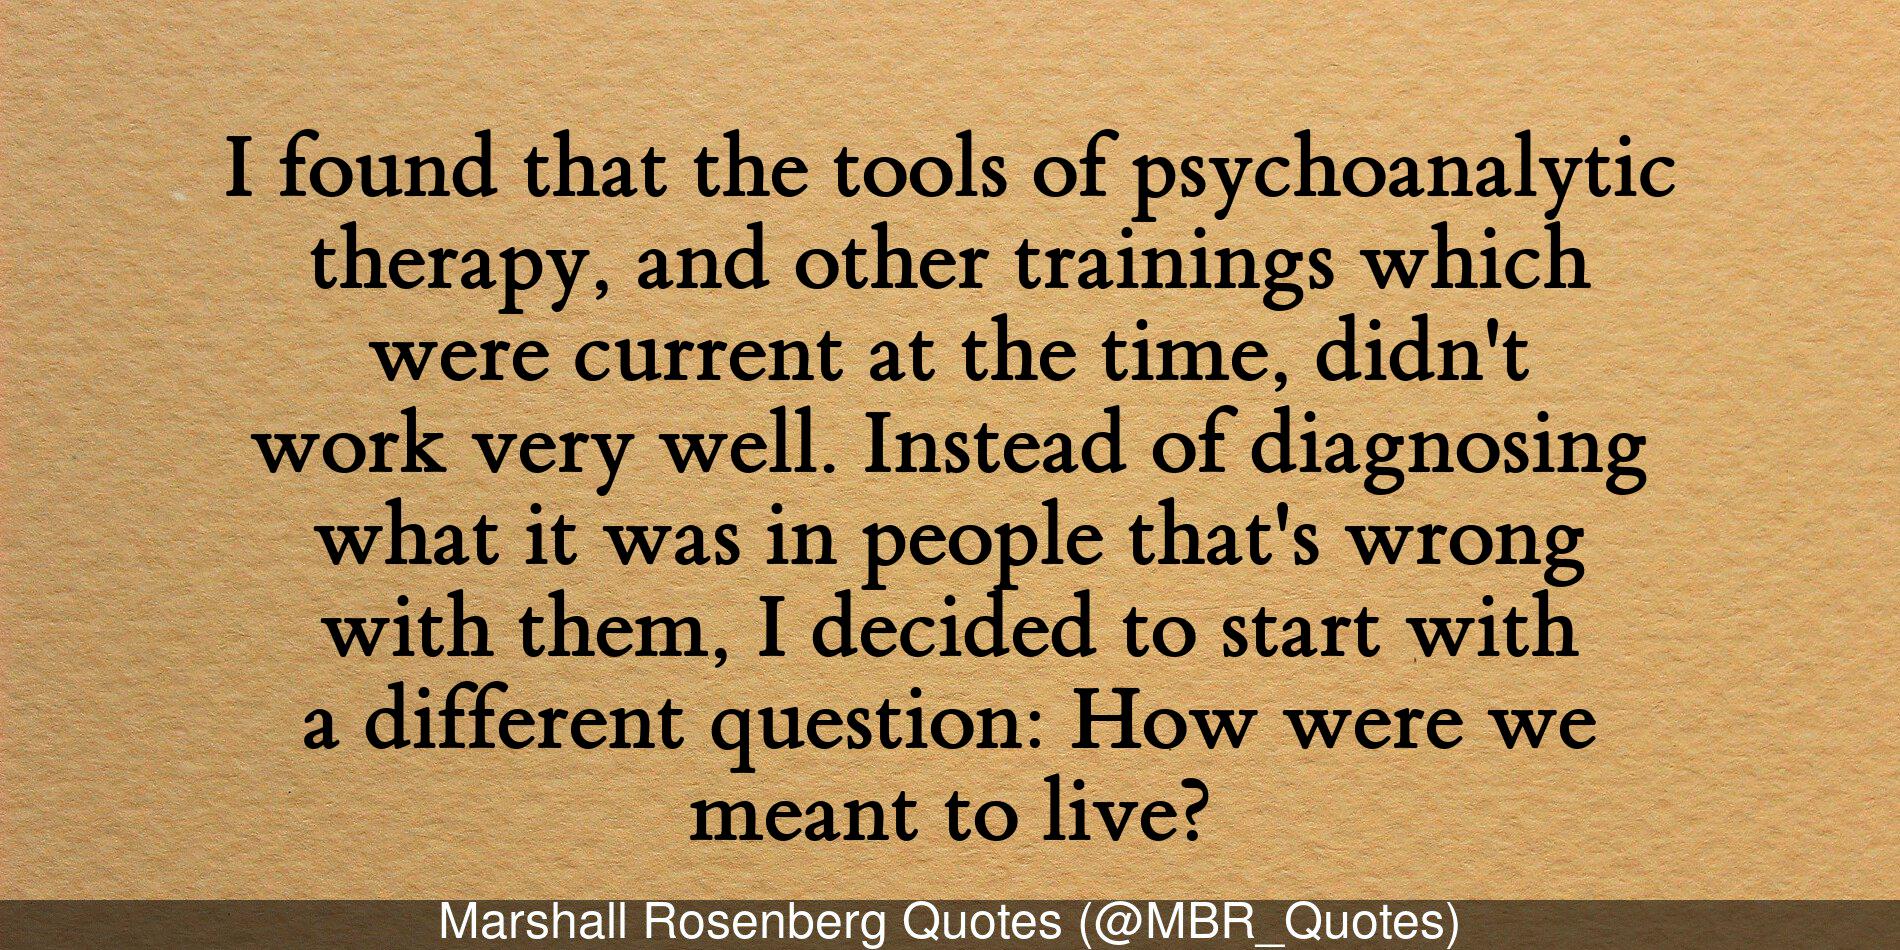 I found that the tools of psychoanalytic
therapy, and other trainings which
were current at the time, didn't
work very well. Instead of diagnosing
what it was in people that's wrong
with them, I decided to start with
a different question: How were we
meant to live?
Marshall Rosenberg Quotes (@MBR_Quotes)